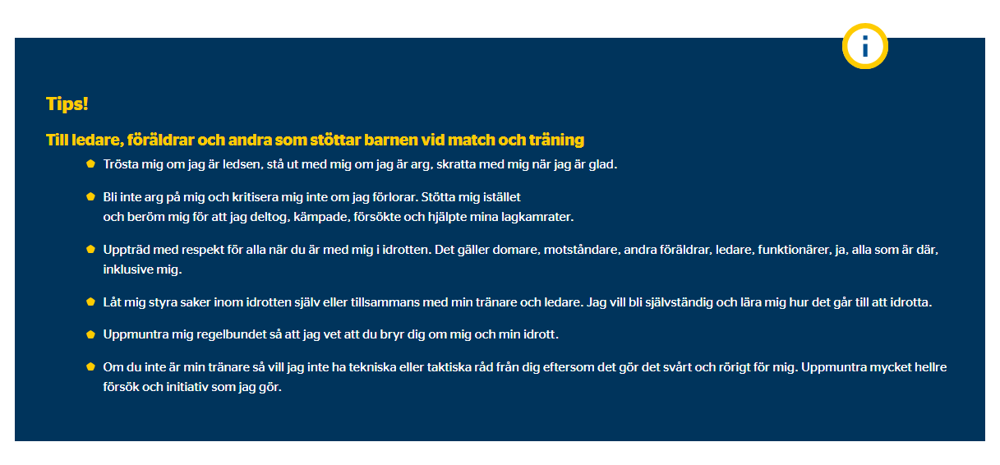 i
Tips!
Till ledare, föräldrar och andra som stöttar barnen vid match och träning
Trösta mig om jag är ledsen, stå ut med mig om jag är arg, skratta med mig när jag är glad.
Bli inte arg på mig och kritisera mig inte om jag förlorar. Stötta mig istället
och beröm mig för att jag deltog, kämpade, försökte och hjälpte mina lagkamrater.
Uppträd med respekt för alla när du är med mig i idrotten. Det gäller domare, motståndare, andra föräldrar, ledare, funktionärer, ja, alla som är där,
inklusive mig.
Låt mig styra saker inom idrotten själv eller tillsammans med min tränare och ledare. Jag vill bli självständig och lära mig hur det går till att idrotta.
Uppmuntra mig regelbundet så att jag vet att du bryr dig om mig och min idrott.
Om du inte är min tränare så vill jag inte ha tekniska eller taktiska råd från dig eftersom det gör det svårt och rörigt för mig. Uppmuntra mycket hellre
försök och initiativ som jag gör.